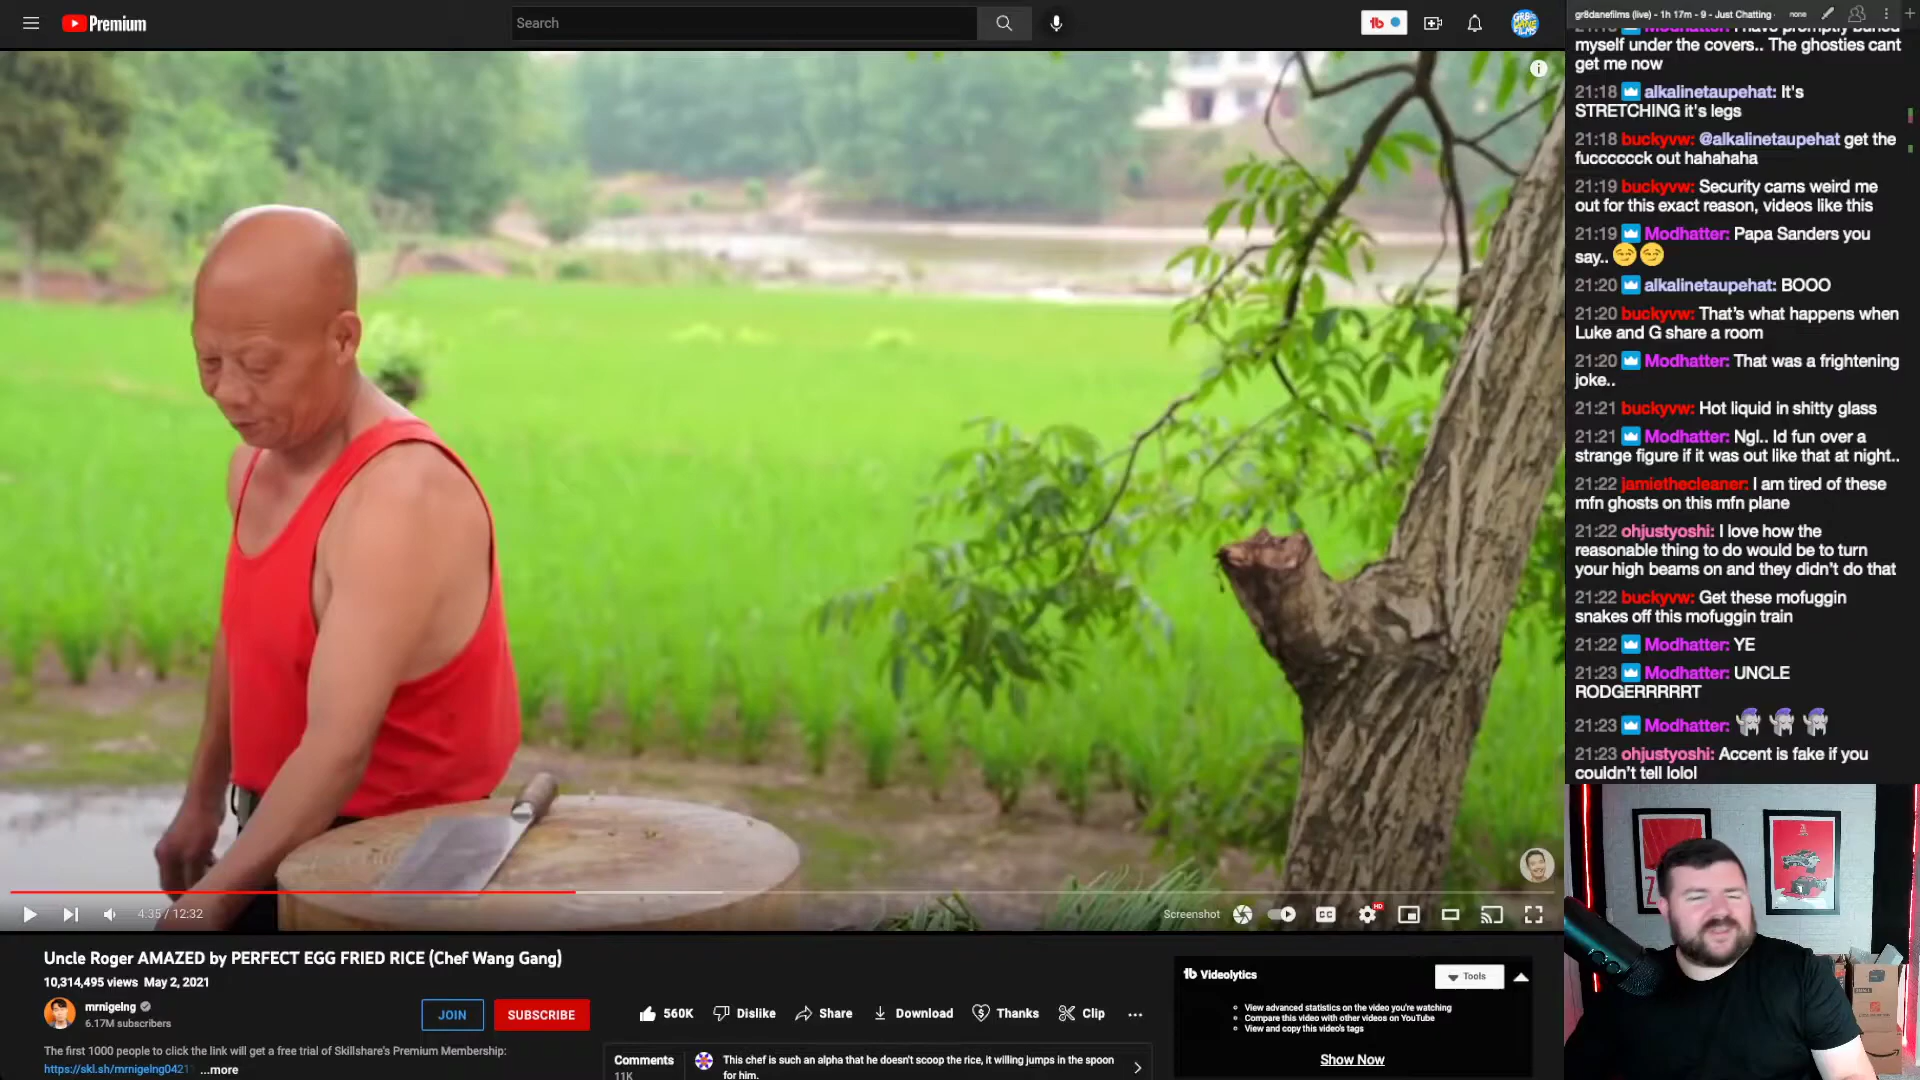 Premium
Search
gr8danefilms (live) - 1h 17m - 9 - Just Chatting
none
myself under the covers.. The ghosties cant
get me now
21:18 alkalinetaupehat: It's
STRETCHING it's legs
21:18 buckyvw: @alkalinetaupehat get the
fucccccck out hahahaha
21:19 buckyvw: Security cams weird me
out for this exact reason, videos like this
21:19 Modhatter: Papa Sanders you
say.. 😏 😏
21:20 alkalinetaupehat: BOOO
21:20 buckyvw: That's what happens when
Luke and G share a room
21:20 Modhatter: That was a frightening
joke..
21:21 buckyvw: Hot liquid in shitty glass
21:21 Modhatter: Ngl.. Id fun over a
strange figure if it was out like that at night..
21:22 jamiethecleaner: I am tired of these
mfn ghosts on this mfn plane
21:22 ohjustyoshi: I love how the
reasonable thing to do would be to turn
your high beams on and they didn't do that
21:22 buckyvw: Get these mofuggin
snakes off this mofuggin train
21:22 Modhatter: YE
21:23 Modhatter: UNCLE
RODGERRRRRT
21:23 Modhatter:
21:23 ohjustyoshi: Accent is fake if you
couldn't tell lolol
4:35 / 12:32
Screenshot
CC
HD
Uncle Roger AMAZED by PERFECT EGG FRIED RICE (Chef Wang Gang)
10,314,495 views May 2, 2021
mrnigelng
6.17M subscribers
JOIN
SUBSCRIBE
560K
Dislike
Share
Download
Thanks
Clip
The first 1000 people to click the link will get a free trial of Skillshare's Premium Membership:
https://skl.sh/mrnigelng0421 ...more
Comments
11K
This chef is such an alpha that he doesn't scoop the rice, it willing jumps in the spoon
for him.
tb Videolytics
Tools
View advanced statistics on the video you're watching
Compare this video with other videos on YouTube
View and copy this video's tags
Show Now